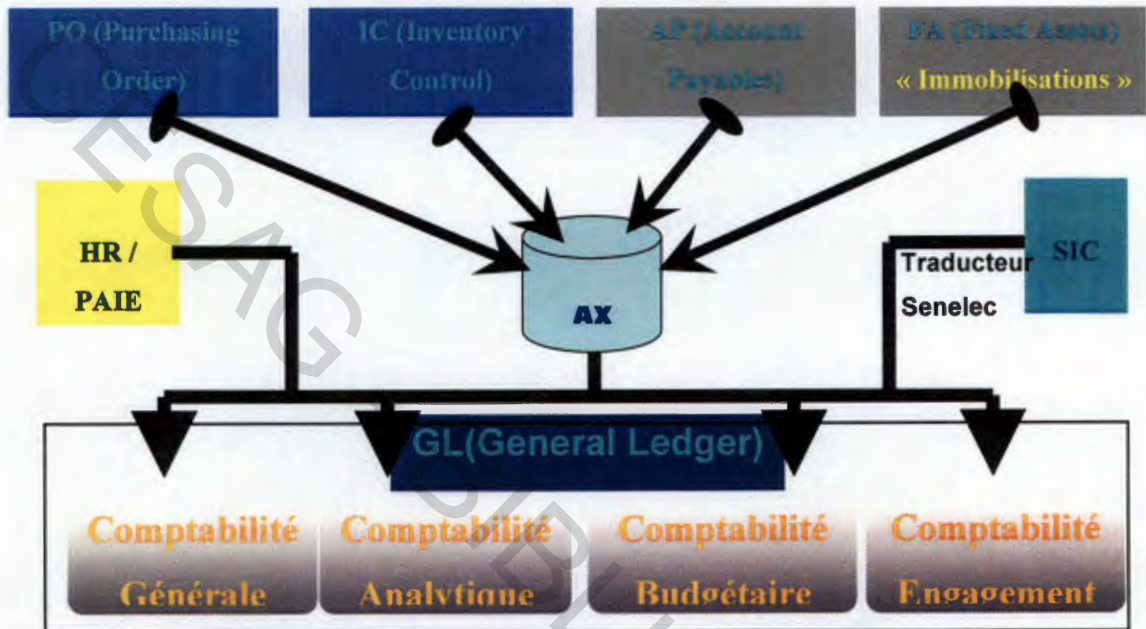 PO (Purchasing
Order)
IC (Inventory
Control)
AP (Account
Payables)
FA (Fixed Assets)
« Immobilisations »
HR /
PAIE
AX
Traducteur
Senelec
SIC
GL(General Ledger)
Comptabilité
Générale
Comptabilité
Analytique
Comptabilité
Budgétaire
Comptabilité
Engagement
CESAG